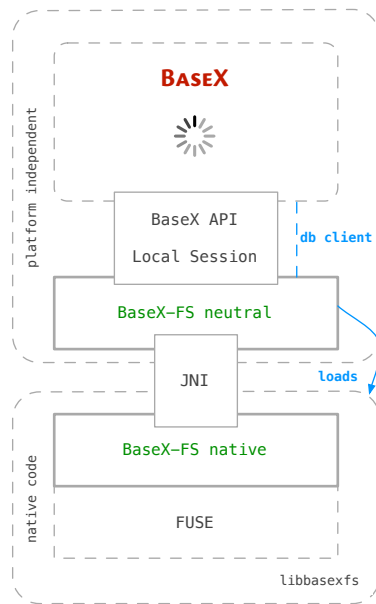 BASEX
platform independent
BaseX API
Local Session
db client
BaseX-FS neutral
JNI
loads
BaseX-FS native
native code
FUSE
libbasexfs